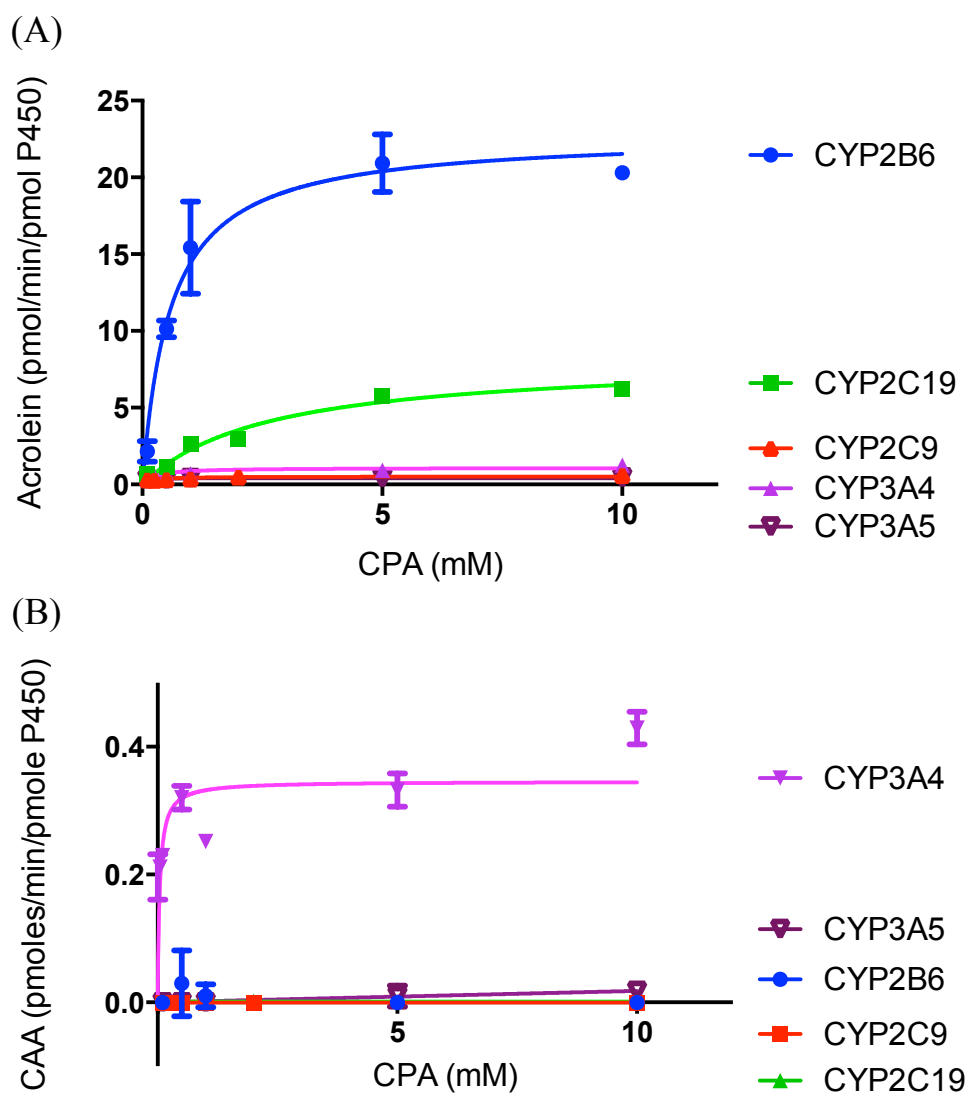 (A)
Acrolein (pmol/min/pmol P450)
25
20
15
10
5
0
0
5
10
CPA (mM)
CYP2B6
CYP2C19
CYP2C9
CYP3A4
CYP3A5
(B)
CAA (pmoles/min/pmole P450)
0.4
0.2
0.0
5
10
CPA (mM)
CYP3A4
CYP3A5
CYP2B6
CYP2C9
CYP2C19